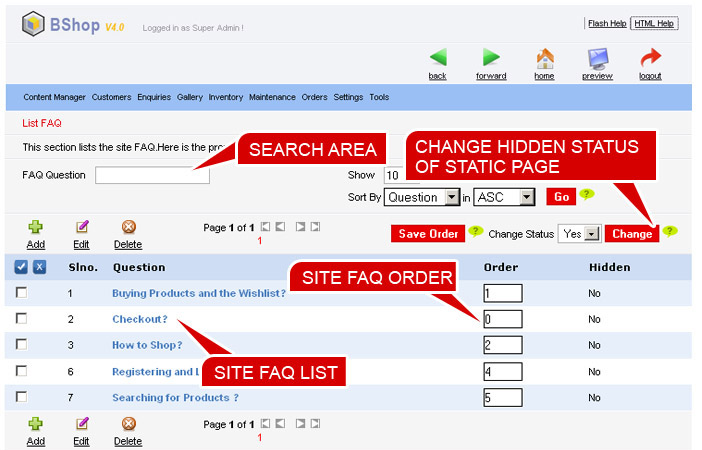 BShop V4.0 Logged in as Super Admin ! Flash Help HTML Help
back forward home preview logout
Content Manager Customers Enquiries Gallery Inventory Maintenance Orders Settings Tools
List FAQ
This section lists the site FAQ.Here is the
SEARCH AREA
CHANGE HIDDEN STATUS
OF STATIC PAGE
FAQ Question Show 10
Sort By Question in ASC Go ?
Add Edit Delete Page 1 of 1 Save Order ? Change Status Yes Change ?
1
Slno. Question Order Hidden
1 Buying Products and the Wishlist? 1 No
SITE FAQ ORDER
2 Checkout? 0 No
3 How to Shop? 2 No
SITE FAQ LIST
6 Registering and 4 No
7 Searching for Products ? 5 No
Add Edit Delete Page 1 of 1
1